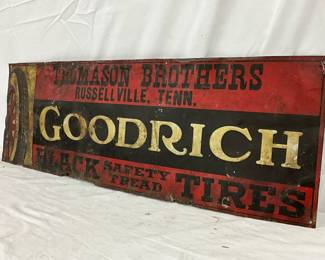 THOMASON BROTHERS
RUSSELLVILLE, TENN.
GOODRICH
BLACK SAFETY TREAD TIRES